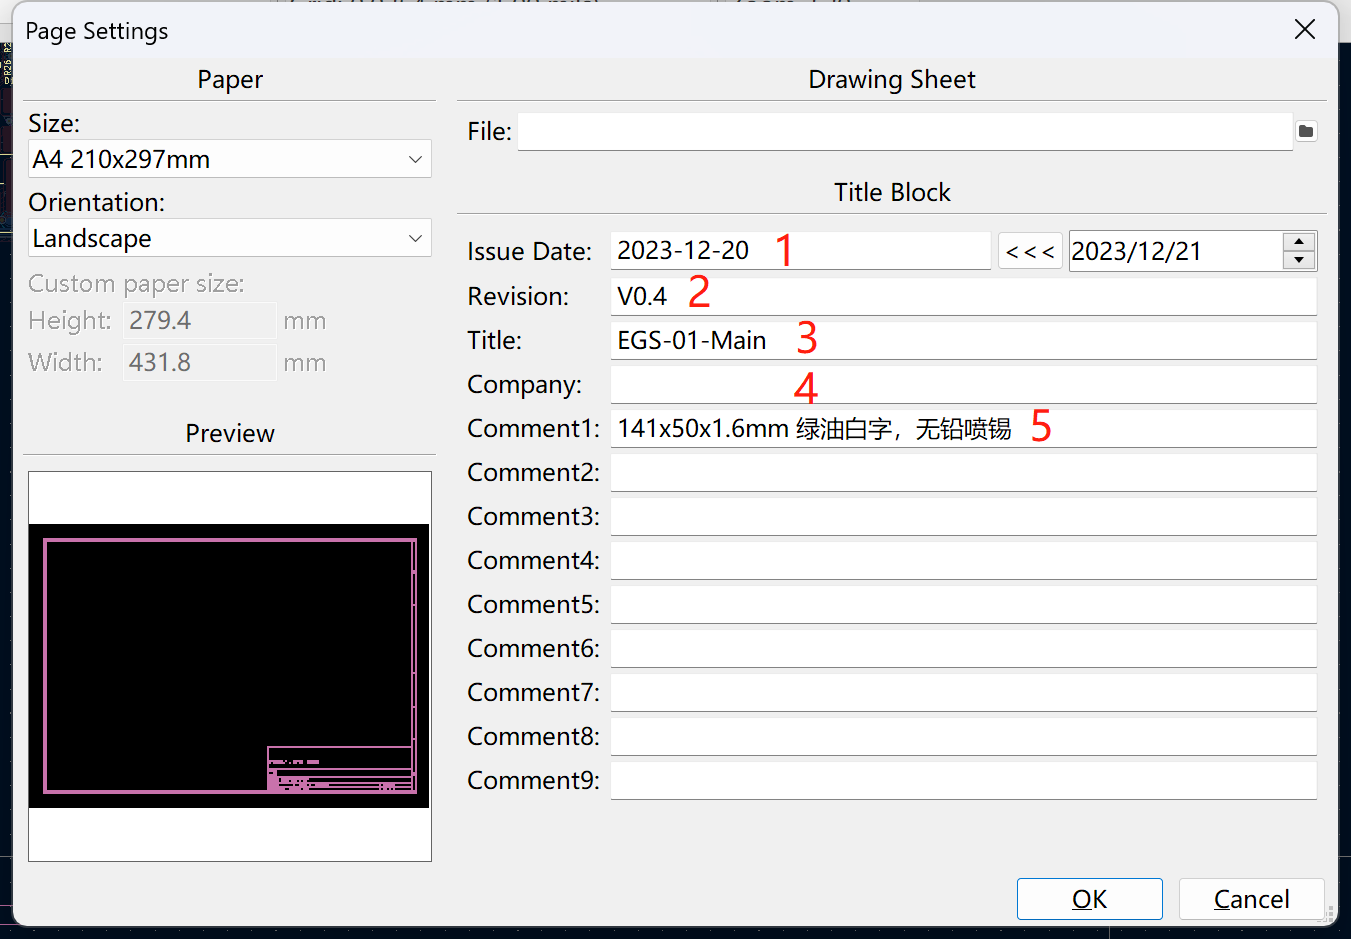 Page Settings
Paper
Size:
A4 210x297mm
Orientation:
Landscape
Custom paper size:
Height: 279.4 mm
Width: 431.8 mm
Preview
Drawing Sheet
File:
Title Block
Issue Date: 2023-12-20 1 <<< 2023/12/21
Revision: V0.4 2
Title: EGS-01-Main 3
Company: 4
Comment1: 141x50x1.6mm 绿油白字，无铅喷锡 5
Comment2:
Comment3:
Comment4:
Comment5:
Comment6:
Comment7:
Comment8:
Comment9:
OK Cancel